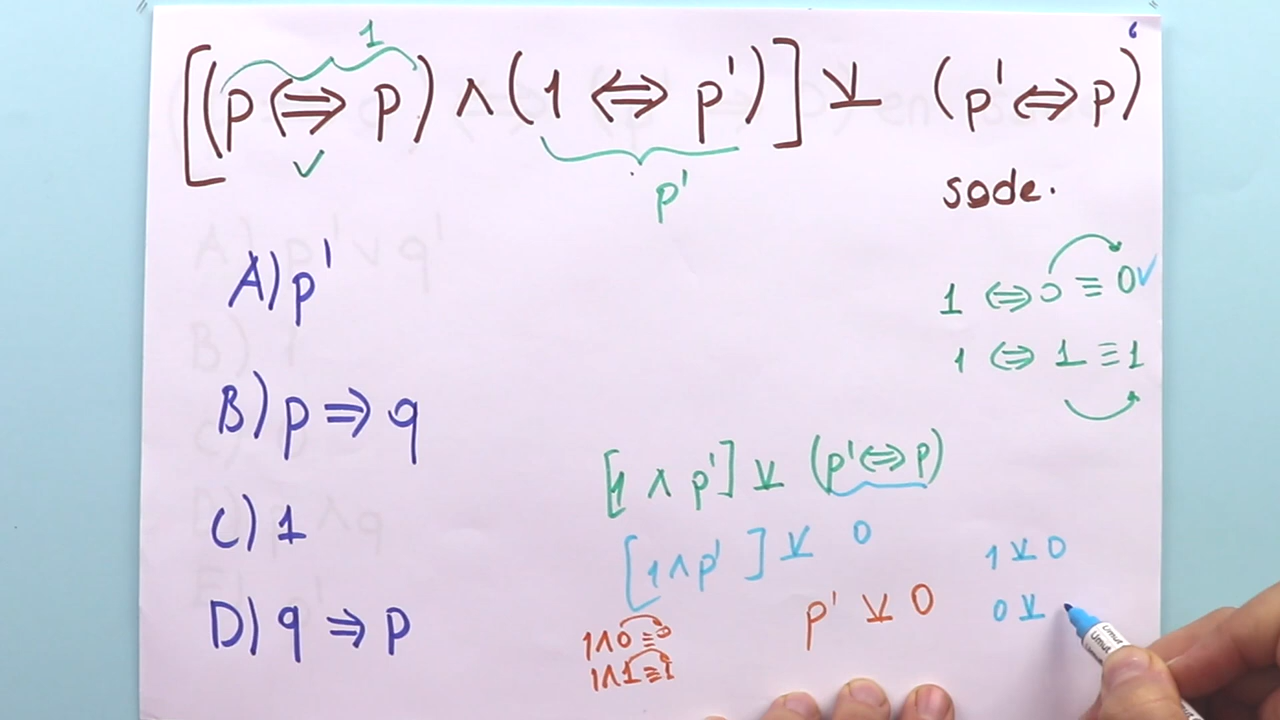 [(p ⇔ p) ∧ (1 ⇔ p')] ⊻ (p' ⇔ p)
6
1
p'
sade.
A) p'
B) p ⇒ q
C) 1
D) q ⇒ p
1 ⇔ 0 ≡ 0 ✓
1 ⇔ 1 ≡ 1
[1 ∧ p'] ⊻ (p' ⇔ p)
[1 ∧ p'] ⊻ 0
p' ⊻ 0
1 ⊻ 0
0 ⊻
1 ∧ 0 ≡ 0
1 ∧ 1 ≡ 1
Umut